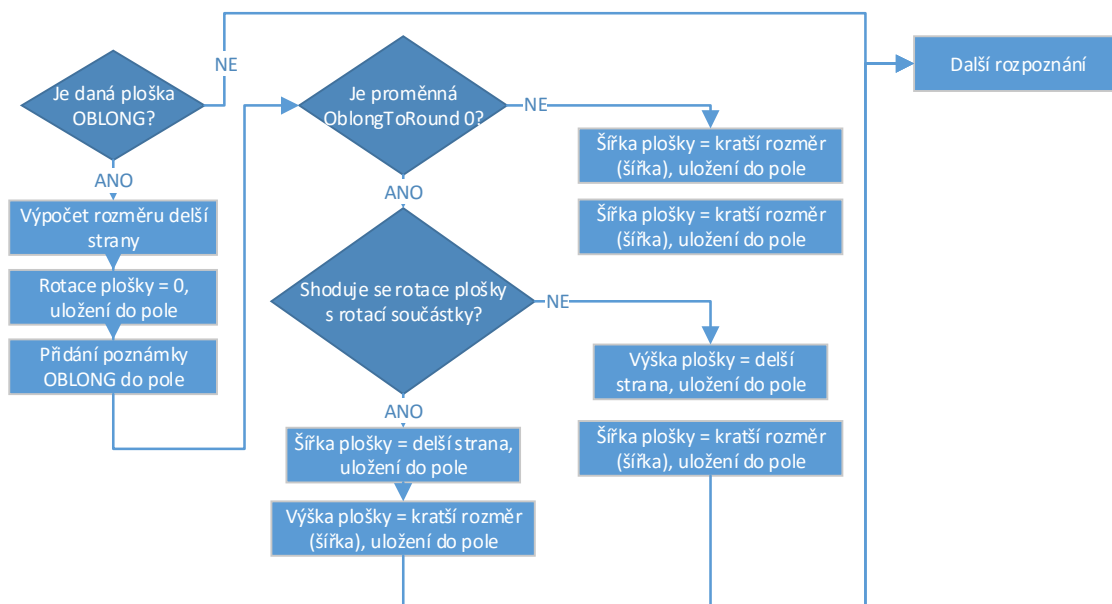 Je daná ploška
OBLONG?
NE
ANO
Výpočet rozměru delší
strany
Rotace plošky = 0,
uložení do pole
Přidání poznámky
OBLONG do pole
Je proměnná
OblongToRound 0?
NE
ANO
Šířka plošky = kratší rozměr
(šířka), uložení do pole
Šířka plošky = kratší rozměr
(šířka), uložení do pole
Shoduje se rotace plošky
s rotací součástky?
NE
ANO
Výška plošky = delší
strana, uložení do pole
Šířka plošky = kratší rozměr
(šířka), uložení do pole
Šířka plošky = delší strana,
uložení do pole
Výška plošky = kratší rozměr
(šířka), uložení do pole
Další rozpoznání